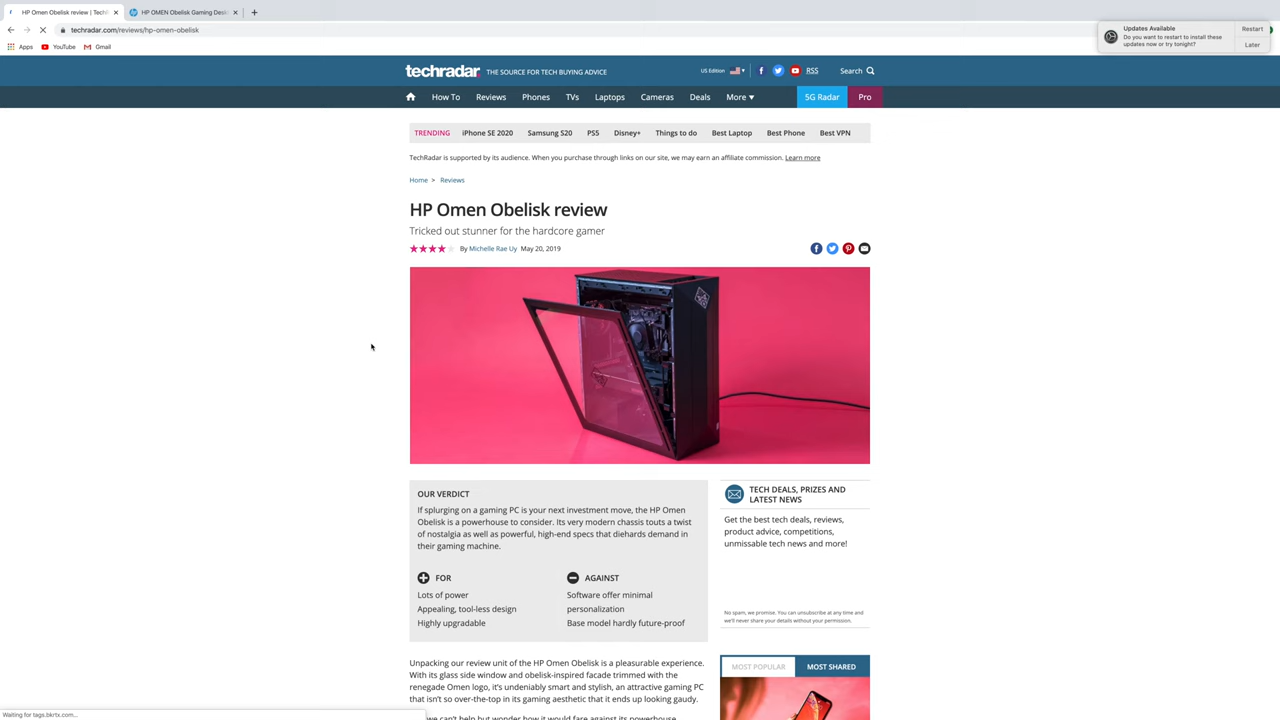 HP Omen Obelisk review | Tech
HP OMEN Obelisk Gaming Desk
techradar.com/reviews/hp-omen-obelisk
Apps YouTube Gmail
Updates Available
Do you want to restart to install these
updates now or try tonight?
Restart
Later
techradar. THE SOURCE FOR TECH BUYING ADVICE
US Edition
RSS
Search
How To Reviews Phones TVs Laptops Cameras Deals More 5G Radar Pro
TRENDING iPhone SE 2020 Samsung S20 PS5 Disney+ Things to do Best Laptop Best Phone Best VPN
TechRadar is supported by its audience. When you purchase through links on our site, we may earn an affiliate commission. Learn more
Home > Reviews
HP Omen Obelisk review
Tricked out stunner for the hardcore gamer
By Michelle Rae Uy May 20, 2019
OUR VERDICT
If splurging on a gaming PC is your next investment move, the HP Omen
Obelisk is a powerhouse to consider. Its very modern chassis touts a twist
of nostalgia as well as powerful, high-end specs that diehards demand in
their gaming machine.
FOR
Lots of power
Appealing, tool-less design
Highly upgradable
AGAINST
Software offer minimal
personalization
Base model hardly future-proof
TECH DEALS, PRIZES AND
LATEST NEWS
Get the best tech deals, reviews,
product advice, competitions,
unmissable tech news and more!
No spam, we promise. You can unsubscribe at any time and
we'll never share your details without your permission.
MOST POPULAR MOST SHARED
Unpacking our review unit of the HP Omen Obelisk is a pleasurable experience.
With its glass side window and obelisk-inspired facade trimmed with the
renegade Omen logo, it's undeniably smart and stylish, an attractive gaming PC
that isn't so over-the-top in its gaming aesthetic that it ends up looking gaudy.
we can't help but wonder how it would fare against its powerhouse
Waiting for tags.bkrtx.com...